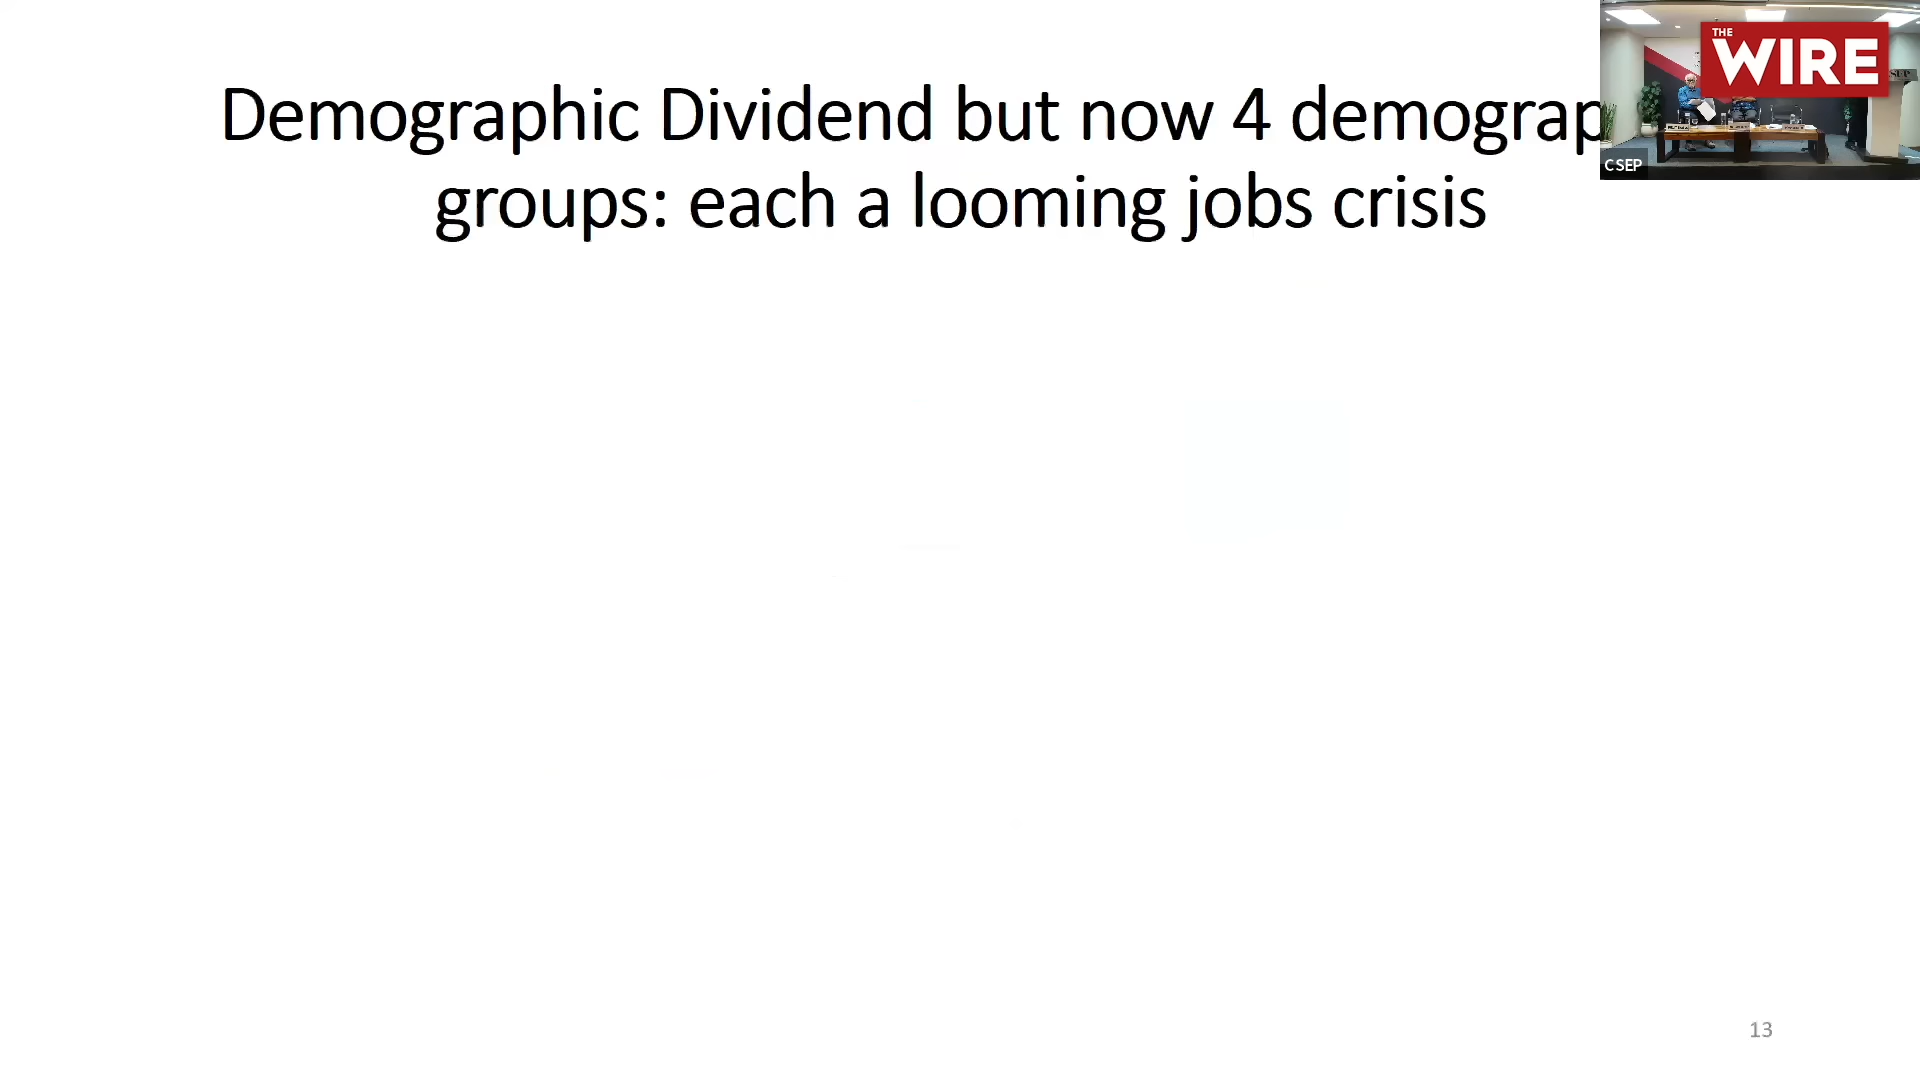 Demographic Dividend but now 4 demograp
groups: each a looming jobs crisis
THE
WIRE
CSEP
13